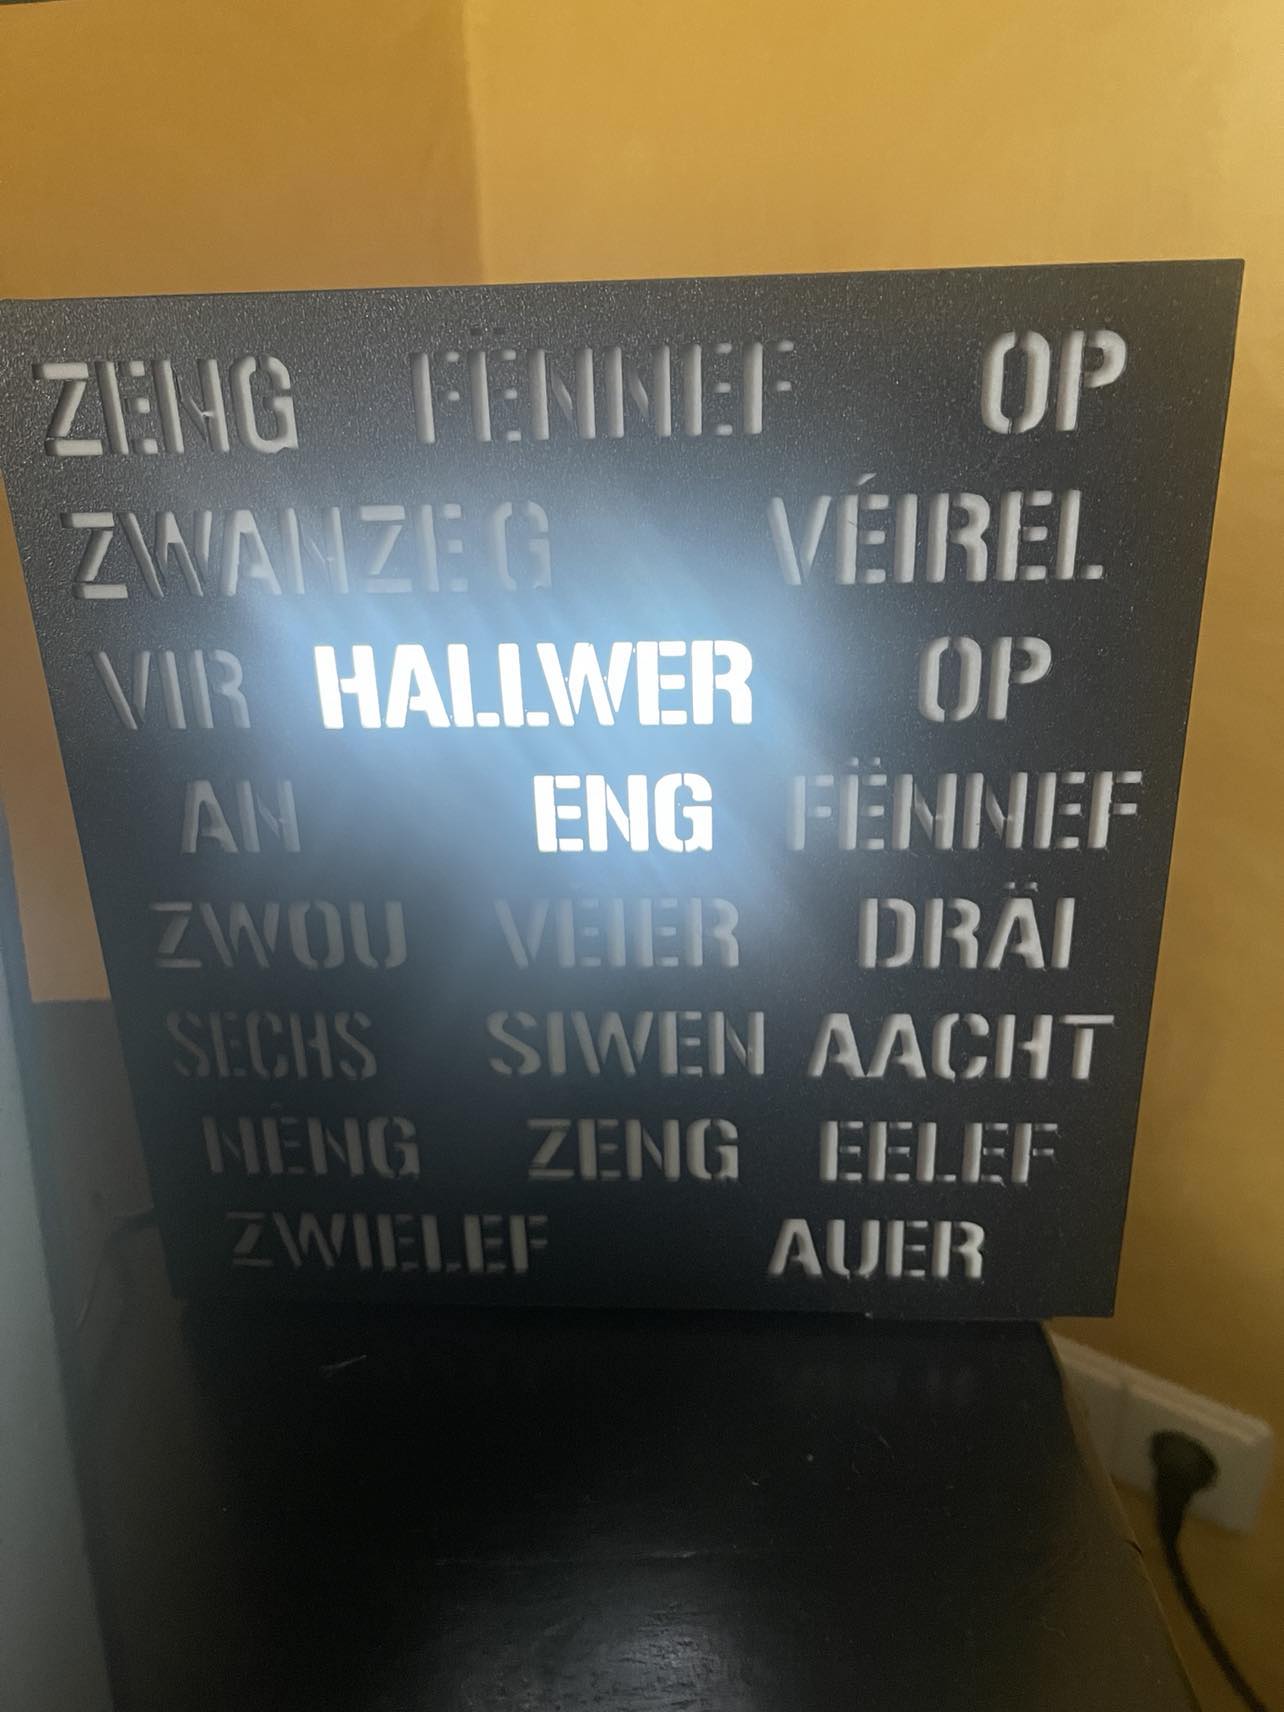 ZENG FËNNEF OP
ZWANZEG VÉIREL
VIR HALLWER OP
AN ENG FËNNEF
ZWOU VÉIER DRÄI
SECHS SIWEN AACHT
NÉNG ZENG EELEF
ZWIELEF AUER